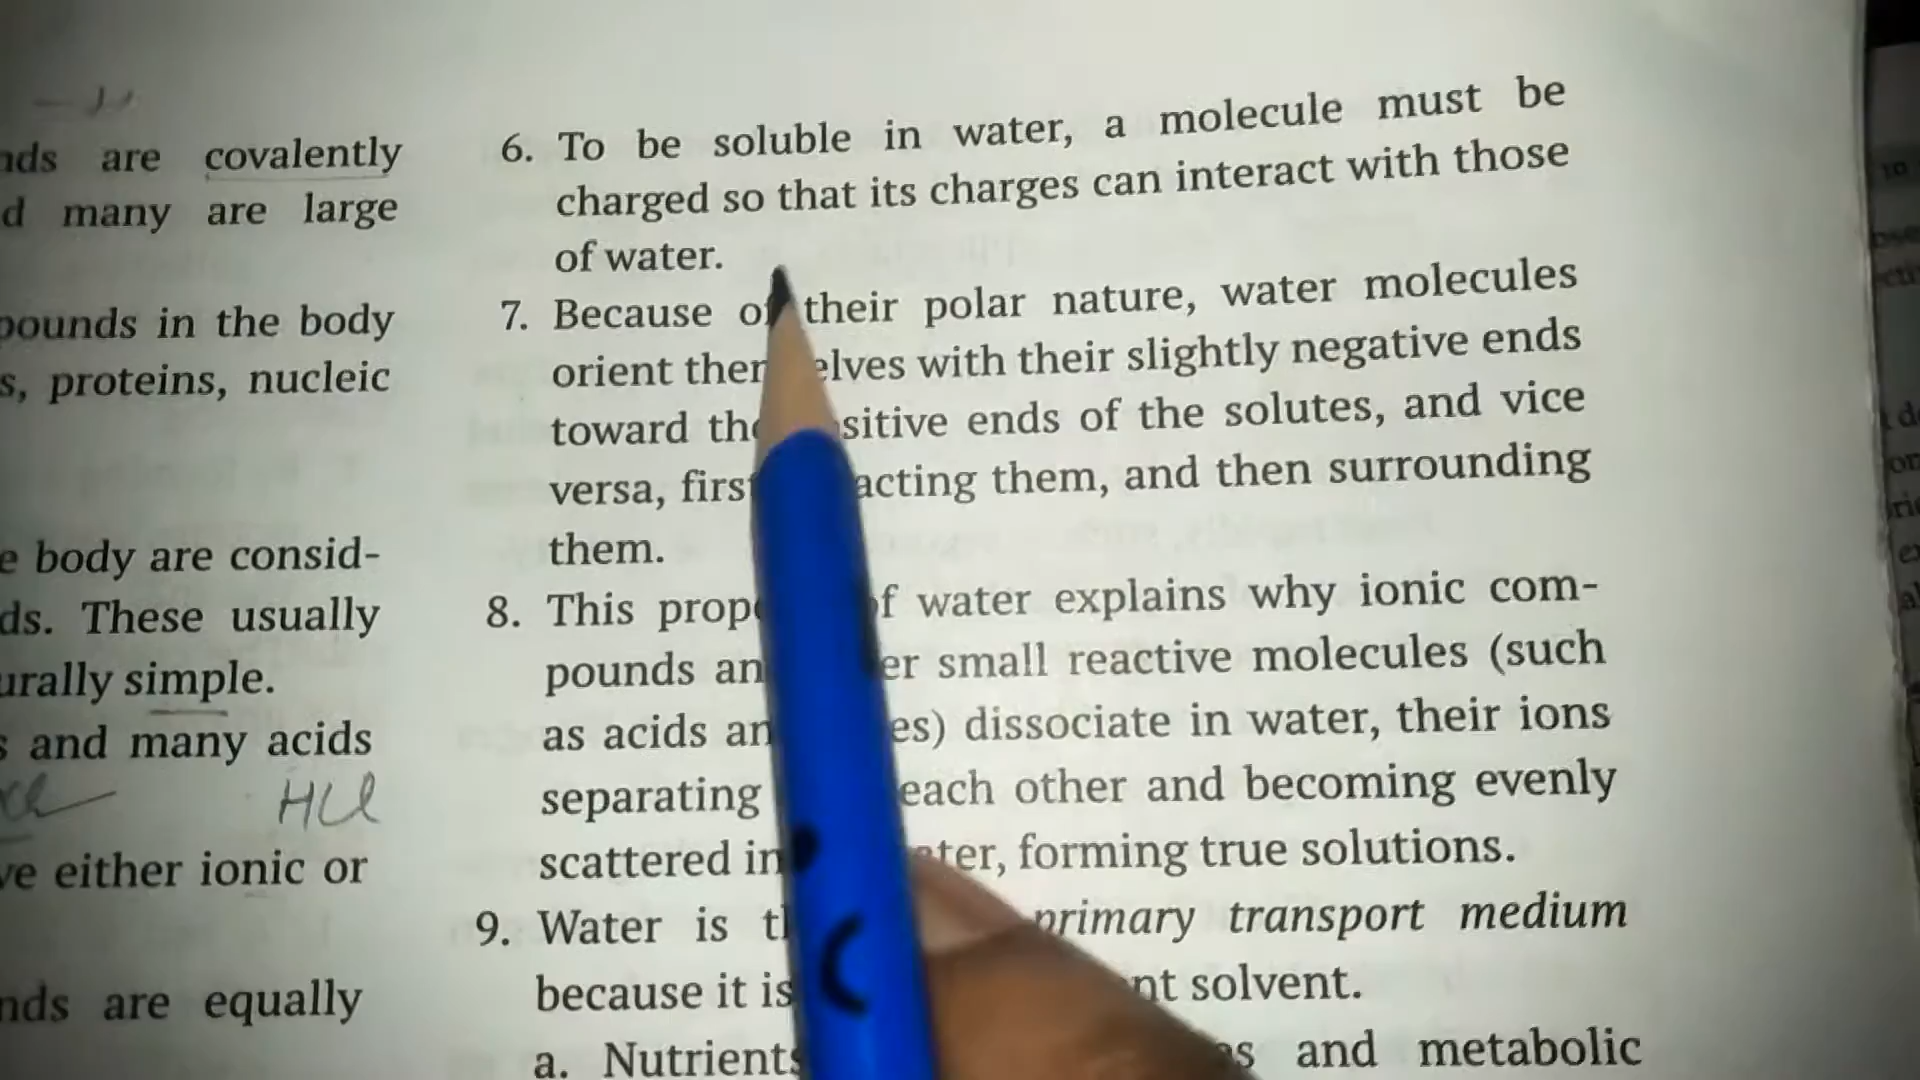 nds are covalently
d many are large
pounds in the body
s, proteins, nucleic
e body are consid-
ds. These usually
urally simple.
s and many acids
HCl
ve either ionic or
nds are equally
6. To be soluble in water, a molecule must be
charged so that its charges can interact with those
of water.
7. Because of their polar nature, water molecules
orient themselves with their slightly negative ends
toward the sitive ends of the solutes, and vice
versa, firs acting them, and then surrounding
them.
8. This prop of water explains why ionic com-
pounds an er small reactive molecules (such
as acids an es) dissociate in water, their ions
separating each other and becoming evenly
scattered in ater, forming true solutions.
9. Water is t primary transport medium
because it is nt solvent.
a. Nutrients s and metabolic